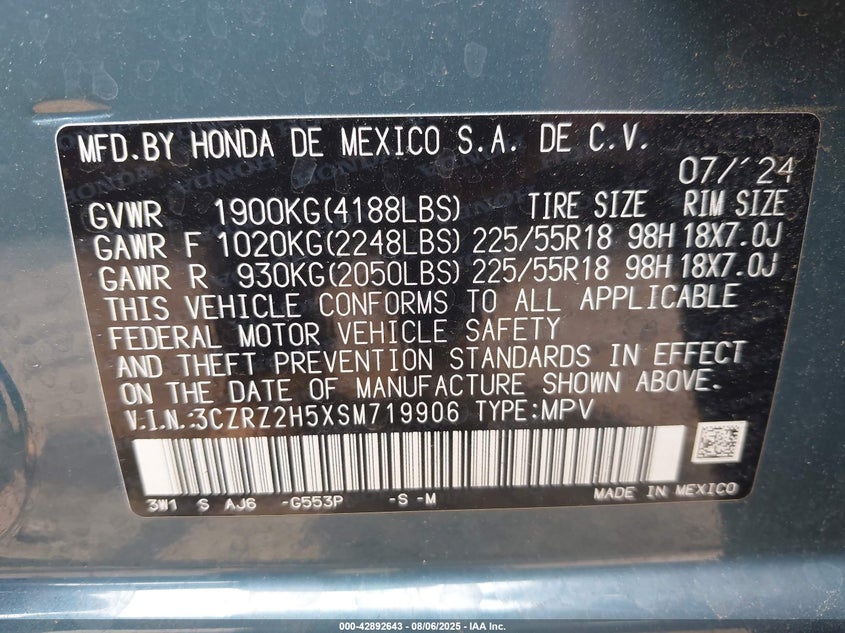 MFD.BY HONDA DE MEXICO S.A. DE C.V.
07/'24
GVWR 1900KG(4188LBS) TIRE SIZE RIM SIZE
GAWR F 1020KG(2248LBS) 225/55R18 98H 18X7.0J
GAWR R 930KG(2050LBS) 225/55R18 98H 18X7.0J
THIS VEHICLE CONFORMS TO ALL APPLICABLE
FEDERAL MOTOR VEHICLE SAFETY
AND THEFT PREVENTION STANDARDS IN EFFECT
ON THE DATE OF MANUFACTURE SHOWN ABOVE.
V.I.N.:3CZRZ2H5XSM719906 TYPE:MPV
3W1 S AJ6 -G553P -S -M MADE IN MEXICO
000-42892643 - 08/06/2025 - IAA Inc.